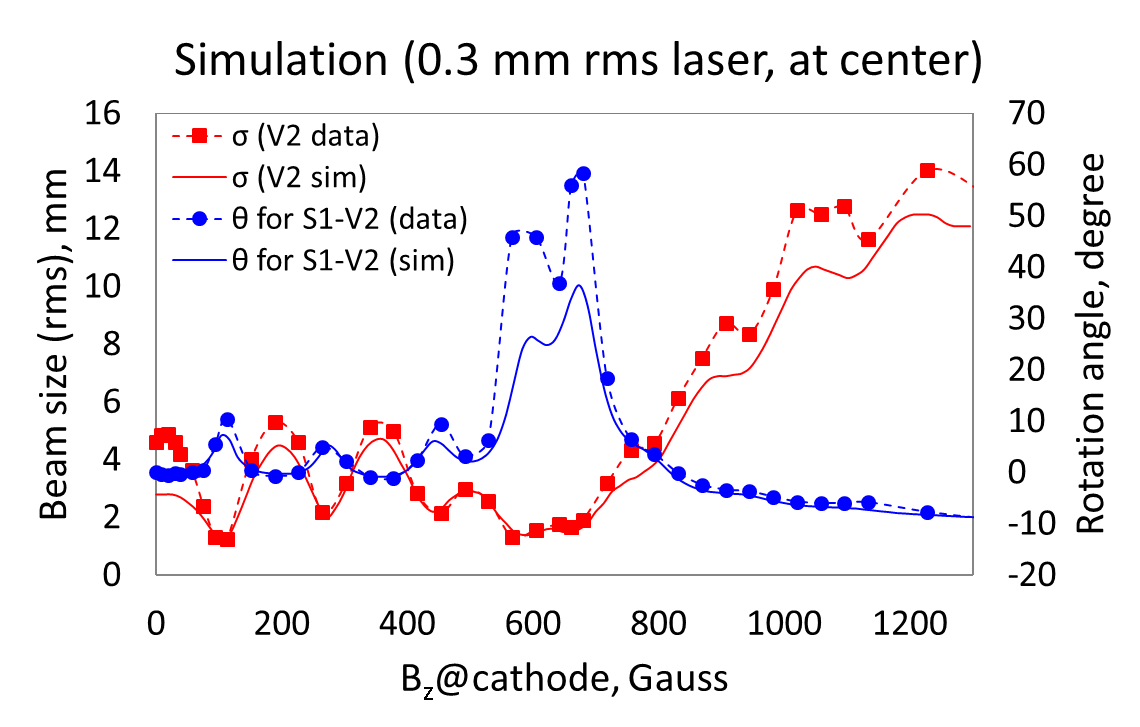 Simulation (0.3 mm rms laser, at center)
σ (V2 data)
σ (V2 sim)
θ for S1-V2 (data)
θ for S1-V2 (sim)
Beam size (rms), mm
16
14
12
10
8
6
4
2
0
70
60
50
40
30
20
10
0
-10
-20
Rotation angle, degree
0 200 400 600 800 1000 1200
Bz@cathode, Gauss